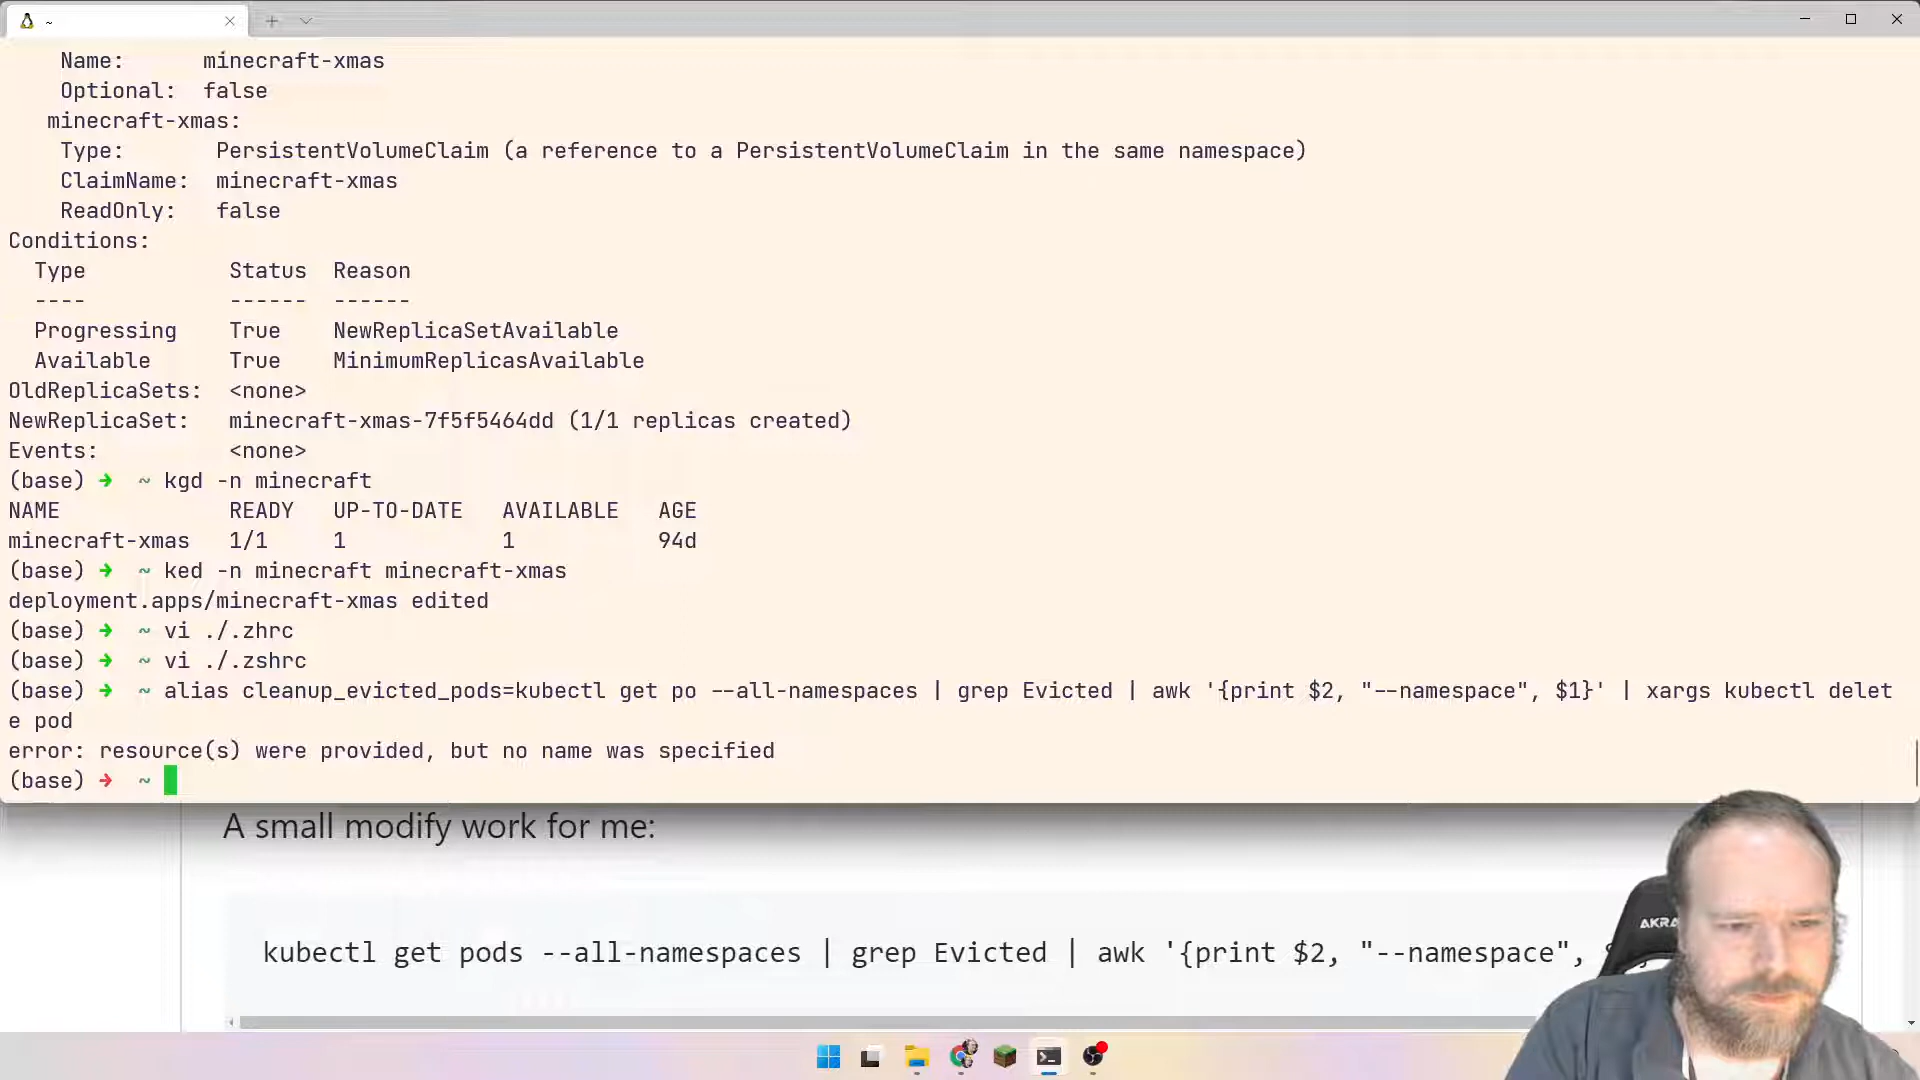 ~
Name: minecraft-xmas
Optional: false
minecraft-xmas:
Type: PersistentVolumeClaim (a reference to a PersistentVolumeClaim in the same namespace)
ClaimName: minecraft-xmas
ReadOnly: false
Conditions:
Type Status Reason
---- ------ ------
Progressing True NewReplicaSetAvailable
Available True MinimumReplicasAvailable
OldReplicaSets: <none>
NewReplicaSet: minecraft-xmas-7f5f5464dd (1/1 replicas created)
Events: <none>
(base) ➜ ~ kgd -n minecraft
NAME READY UP-TO-DATE AVAILABLE AGE
minecraft-xmas 1/1 1 1 94d
(base) ➜ ~ ked -n minecraft minecraft-xmas
deployment.apps/minecraft-xmas edited
(base) ➜ ~ vi ./.zhrc
(base) ➜ ~ vi ./.zshrc
(base) ➜ ~ alias cleanup_evicted_pods=kubectl get po --all-namespaces | grep Evicted | awk '{print $2, "--namespace", $1}' | xargs kubectl delet
e pod
error: resource(s) were provided, but no name was specified
(base) ➜ ~
A small modify work for me:
kubectl get pods --all-namespaces | grep Evicted | awk '{print $2, "--namespace",
AKRA